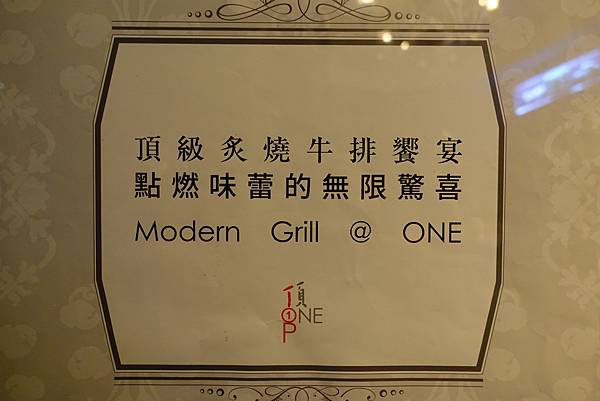 頂級炙燒牛排饗宴
點燃味蕾的無限驚喜
Modern Grill @ ONE
頂
TOP ONE